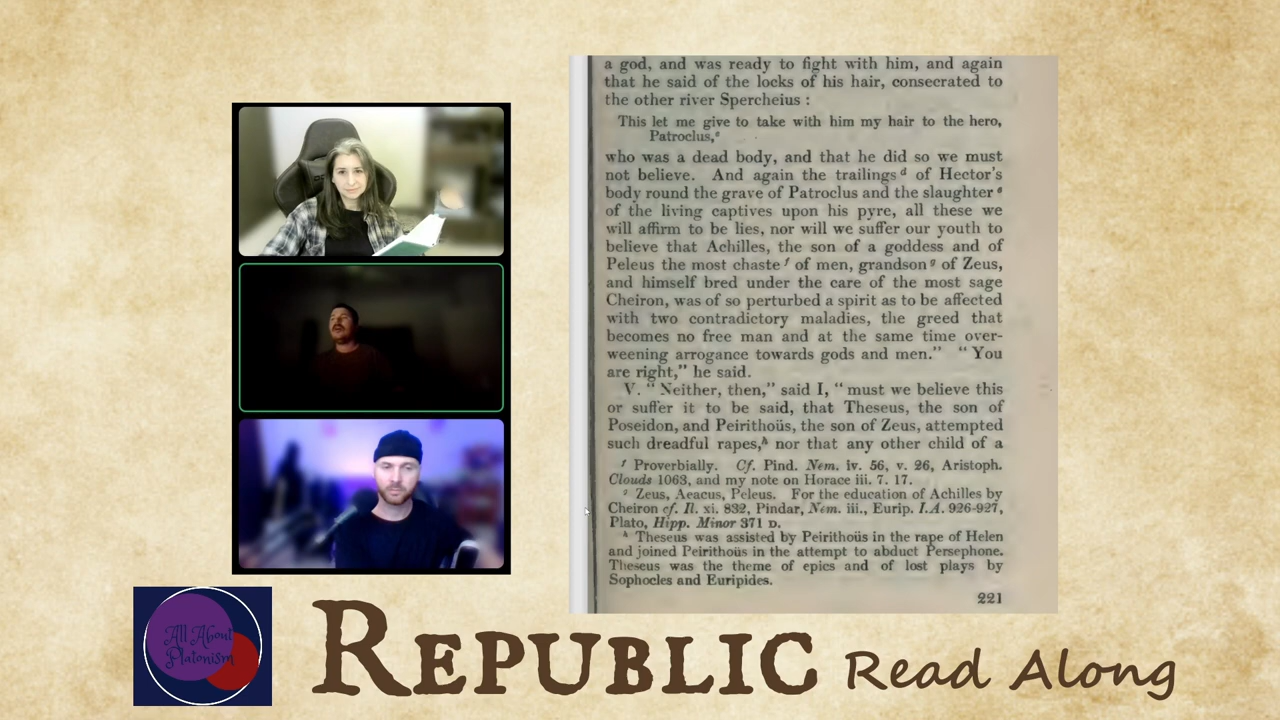 a god, and was ready to fight with him, and again
that he said of the locks of his hair, consecrated to
the other river Spercheius :
This let me give to take with him my hair to the hero,
Patroclus,ᶜ
who was a dead body, and that he did so we must
not believe. And again the trailings ᵈ of Hector's
body round the grave of Patroclus and the slaughter ᵉ
of the living captives upon his pyre, all these we
will affirm to be lies, nor will we suffer our youth to
believe that Achilles, the son of a goddess and of
Peleus the most chaste ᶠ of men, grandson ᵍ of Zeus,
and himself bred under the care of the most sage
Cheiron, was of so perturbed a spirit as to be affected
with two contradictory maladies, the greed that
becomes no free man and at the same time over-
weening arrogance towards gods and men." "You
are right," he said.
V. "Neither, then," said I, "must we believe this
or suffer it to be said, that Theseus, the son of
Poseidon, and Peirithoüs, the son of Zeus, attempted
such dreadful rapes,ʰ nor that any other child of a
ᶠ Proverbially. Cf. Pind. Nem. iv. 56, v. 26, Aristoph.
Clouds 1063, and my note on Horace iii. 7. 17.
ᵍ Zeus, Aeacus, Peleus. For the education of Achilles by
Cheiron cf. Il. xi. 832, Pindar, Nem. iii., Eurip. I.A. 926-927,
Plato, Hipp. Minor 371 D.
ʰ Theseus was assisted by Peirithoüs in the rape of Helen
and joined Peirithoüs in the attempt to abduct Persephone.
Theseus was the theme of epics and of lost plays by
Sophocles and Euripides.
221
All About
Platonism
REPUBLIC Read Along